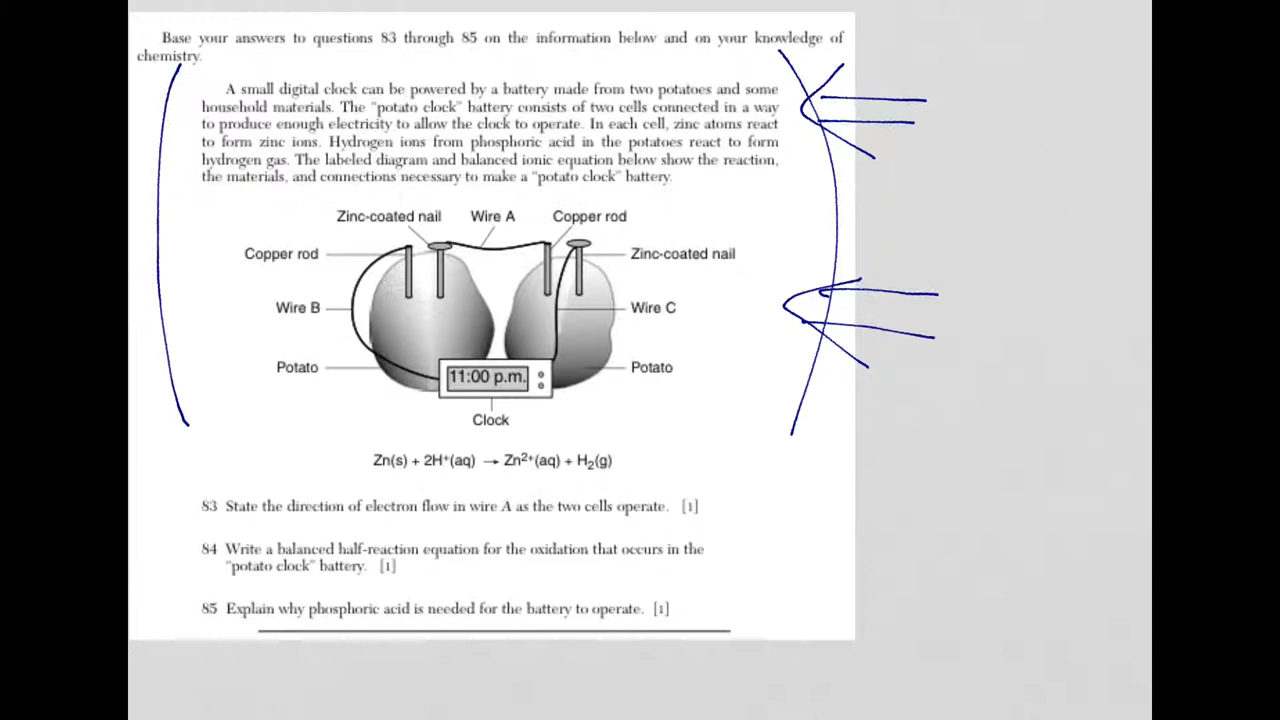 Base your answers to questions 83 through 85 on the information below and on your knowledge of
chemistry.
A small digital clock can be powered by a battery made from two potatoes and some
household materials. The “potato clock” battery consists of two cells connected in a way
to produce enough electricity to allow the clock to operate. In each cell, zinc atoms react
to form zinc ions. Hydrogen ions from phosphoric acid in the potatoes react to form
hydrogen gas. The labeled diagram and balanced ionic equation below show the reaction,
the materials, and connections necessary to make a “potato clock” battery.
Zinc-coated nail Wire A Copper rod
Copper rod Zinc-coated nail
Wire B Wire C
Potato Potato
11:00 p.m.
Clock
Zn(s) + 2H⁺(aq) → Zn²⁺(aq) + H₂(g)
83 State the direction of electron flow in wire A as the two cells operate. [1]
84 Write a balanced half-reaction equation for the oxidation that occurs in the
“potato clock” battery. [1]
85 Explain why phosphoric acid is needed for the battery to operate. [1]